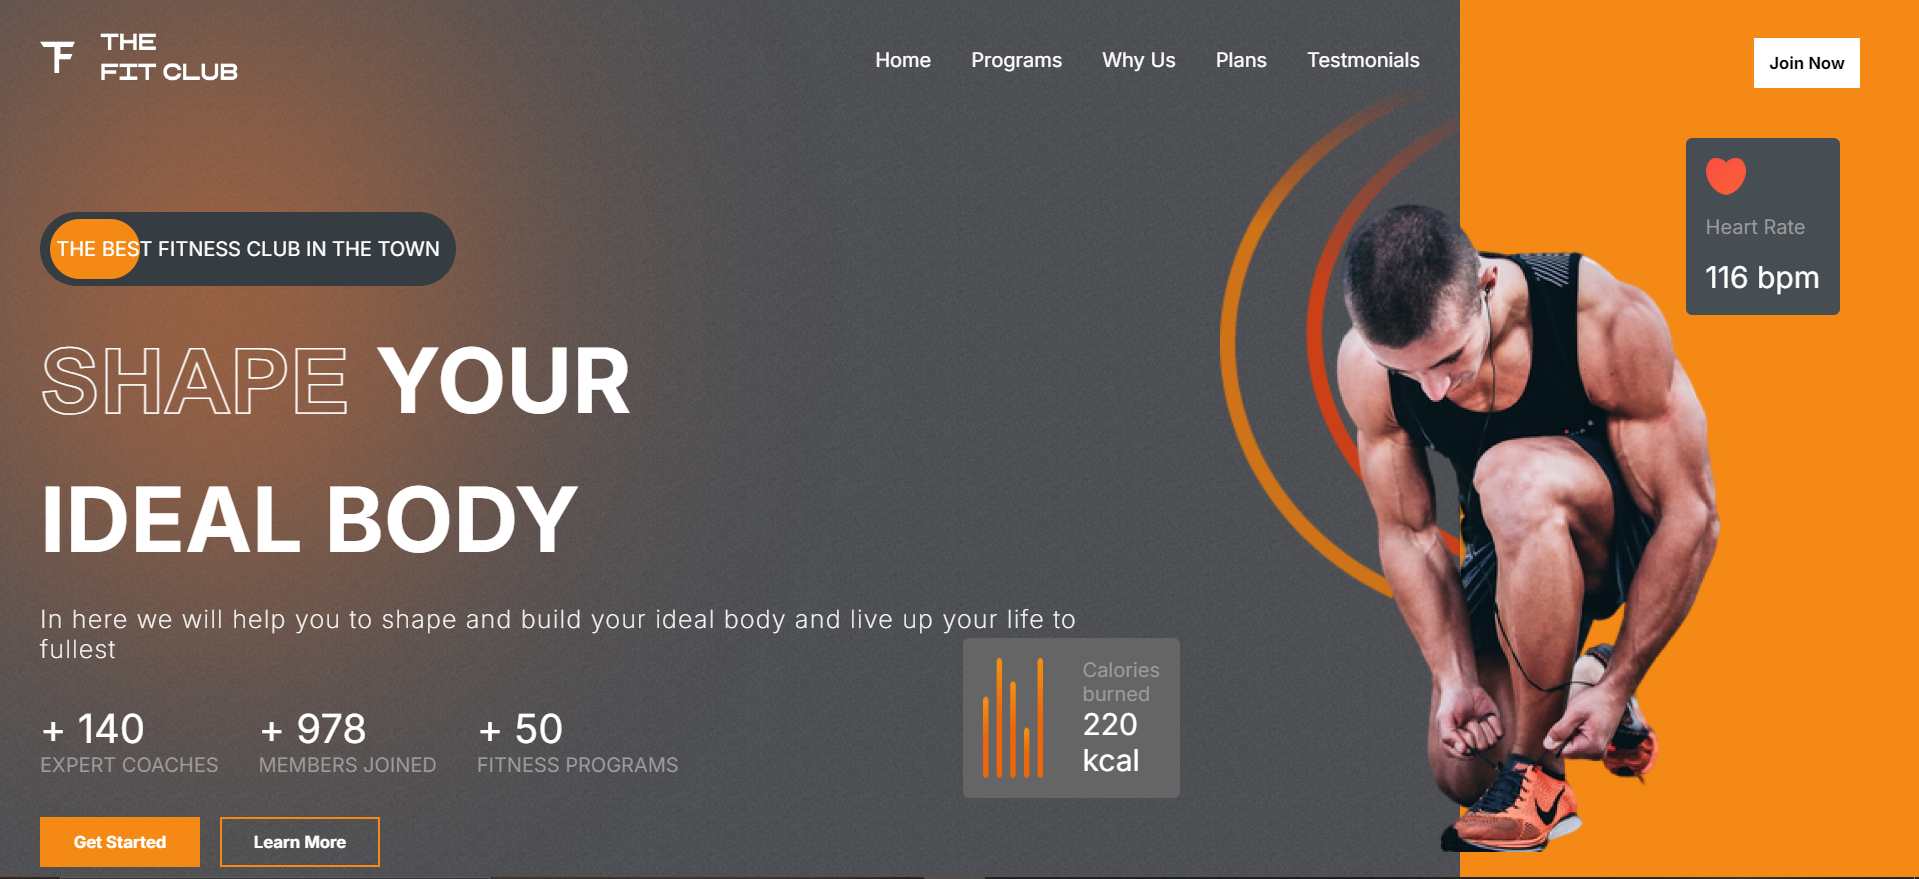 THE
FIT CLUB
Home
Programs
Why Us
Plans
Testmonials
Join Now
Heart Rate
116 bpm
THE BEST FITNESS CLUB IN THE TOWN
SHAPE YOUR
IDEAL BODY
In here we will help you to shape and build your ideal body and live up your life to
fullest
Calories
burned
220
kcal
+ 140
EXPERT COACHES
+ 978
MEMBERS JOINED
+ 50
FITNESS PROGRAMS
Get Started
Learn More